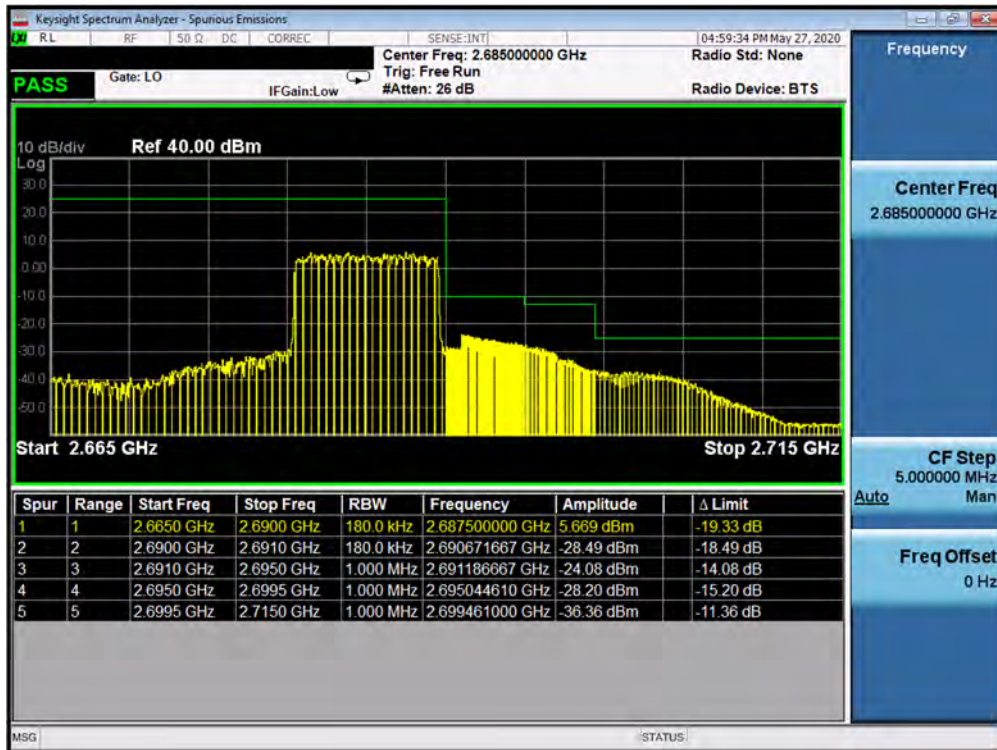 Keysight Spectrum Analyzer - Spurious Emissions
LXI RL RF 50 Ω DC CORREC SENSE:INT 04:59:34 PM May 27, 2020
Center Freq: 2.685000000 GHz Radio Std: None
PASS Gate: LO Trig: Free Run
IFGain:Low #Atten: 26 dB Radio Device: BTS
10 dB/div Ref 40.00 dBm
Log
30.0
20.0
10.0
0.00
-10.0
-20.0
-30.0
-40.0
-50.0
Start 2.665 GHz Stop 2.715 GHz
Spur Range Start Freq Stop Freq RBW Frequency Amplitude Δ Limit
1 1 2.6650 GHz 2.6900 GHz 180.0 kHz 2.687500000 GHz 5.669 dBm -19.33 dB
2 2 2.6900 GHz 2.6910 GHz 180.0 kHz 2.690671667 GHz -28.49 dBm -18.49 dB
3 3 2.6910 GHz 2.6950 GHz 1.000 MHz 2.691186667 GHz -24.08 dBm -14.08 dB
4 4 2.6950 GHz 2.6995 GHz 1.000 MHz 2.695044610 GHz -28.20 dBm -15.20 dB
5 5 2.6995 GHz 2.7150 GHz 1.000 MHz 2.699461000 GHz -36.36 dBm -11.36 dB
MSG STATUS
Frequency
Center Freq
2.685000000 GHz
CF Step
5.000000 MHz
Auto Man
Freq Offset
0 Hz